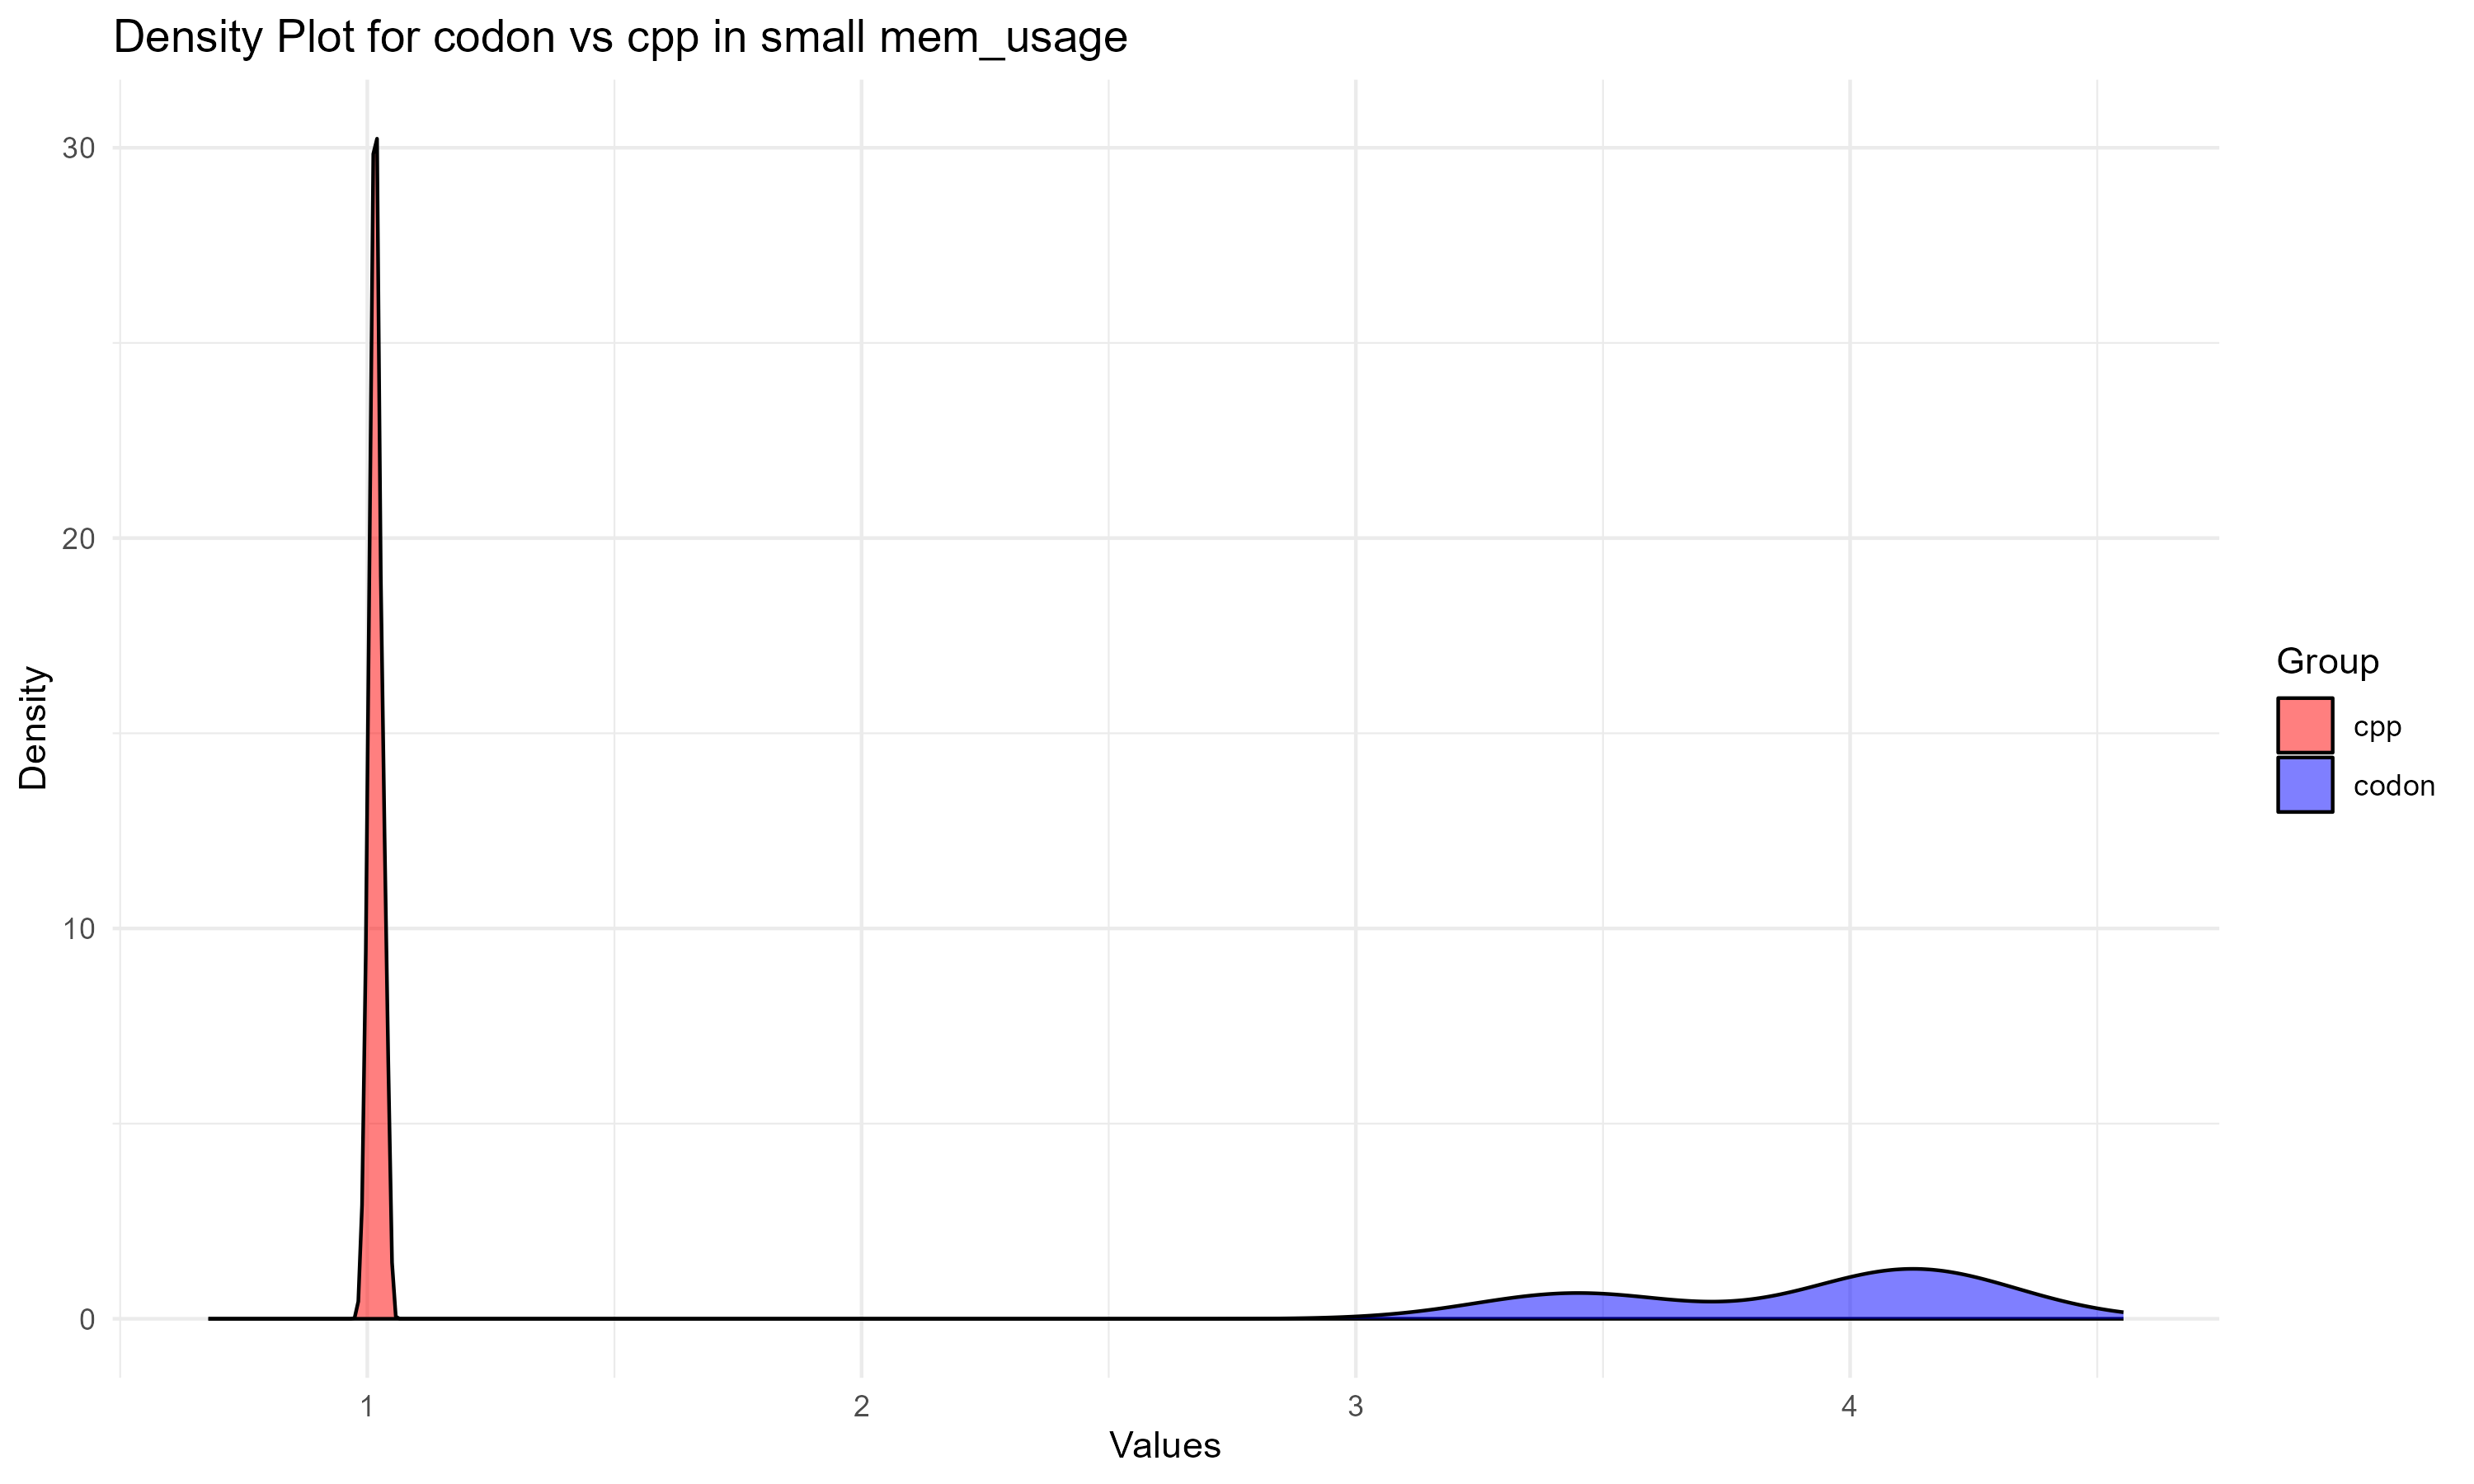 Density Plot for codon vs cpp in small mem_usage
30
20
10
0
Density
1
2
3
4
Values
Group
cpp
codon